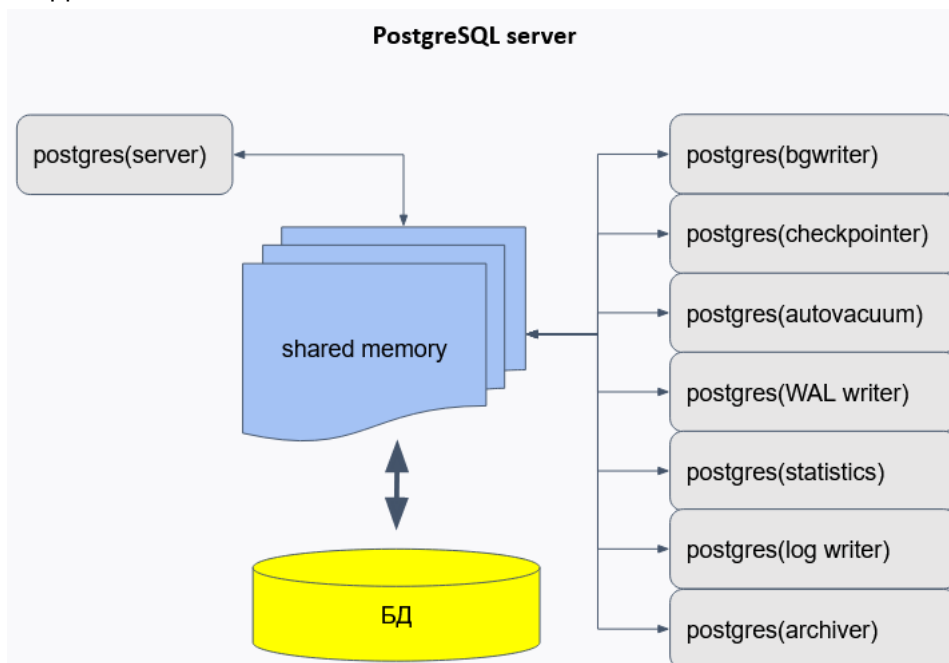 PostgreSQL server
postgres(server)
postgres(bgwriter)
postgres(checkpointer)
postgres(autovacuum)
shared memory
postgres(WAL writer)
postgres(statistics)
postgres(log writer)
БД
postgres(archiver)